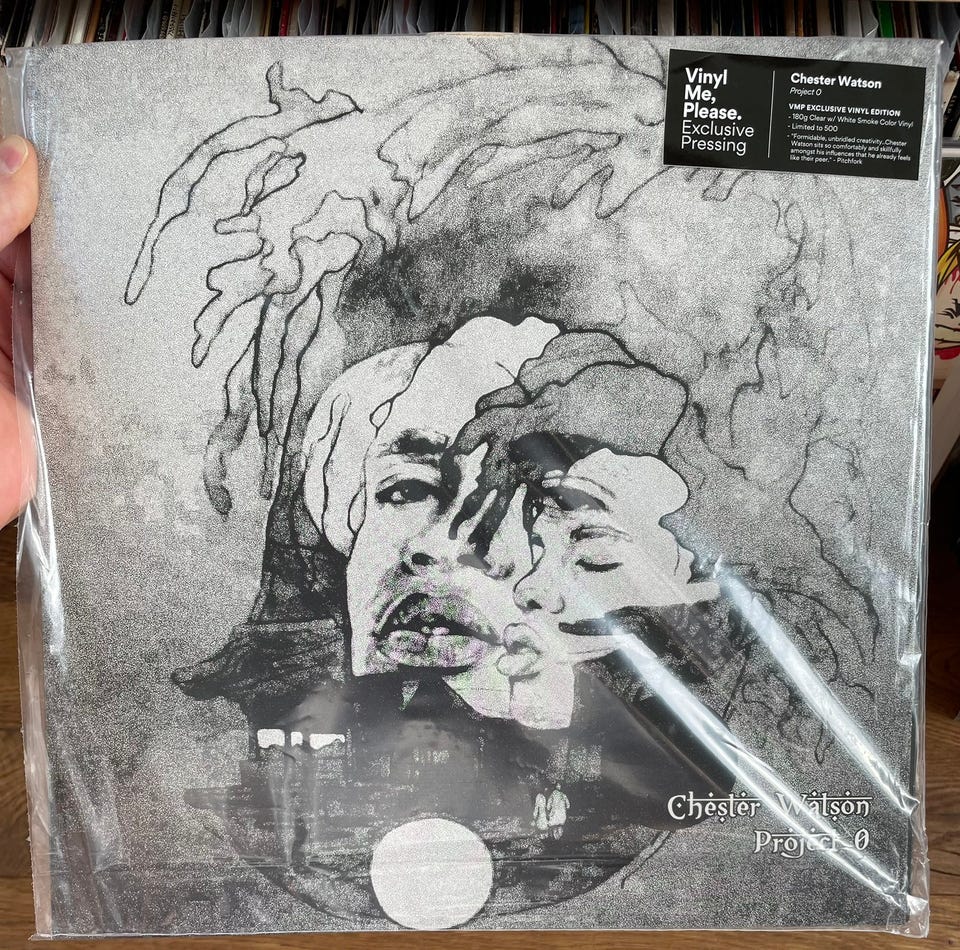 Vinyl
Me,
Please.
Exclusive
Pressing
Chester Watson
Project 0
VMP EXCLUSIVE VINYL EDITION
- 180g Clear w/ White Smoke Color Vinyl
- Limited to 500
- "Formidable, unbridled creativity...Chester
Watson sits so comfortably and skillfully
amongst his influences that he already feels
like their peer." - Pitchfork
Chester Watson
Project_0